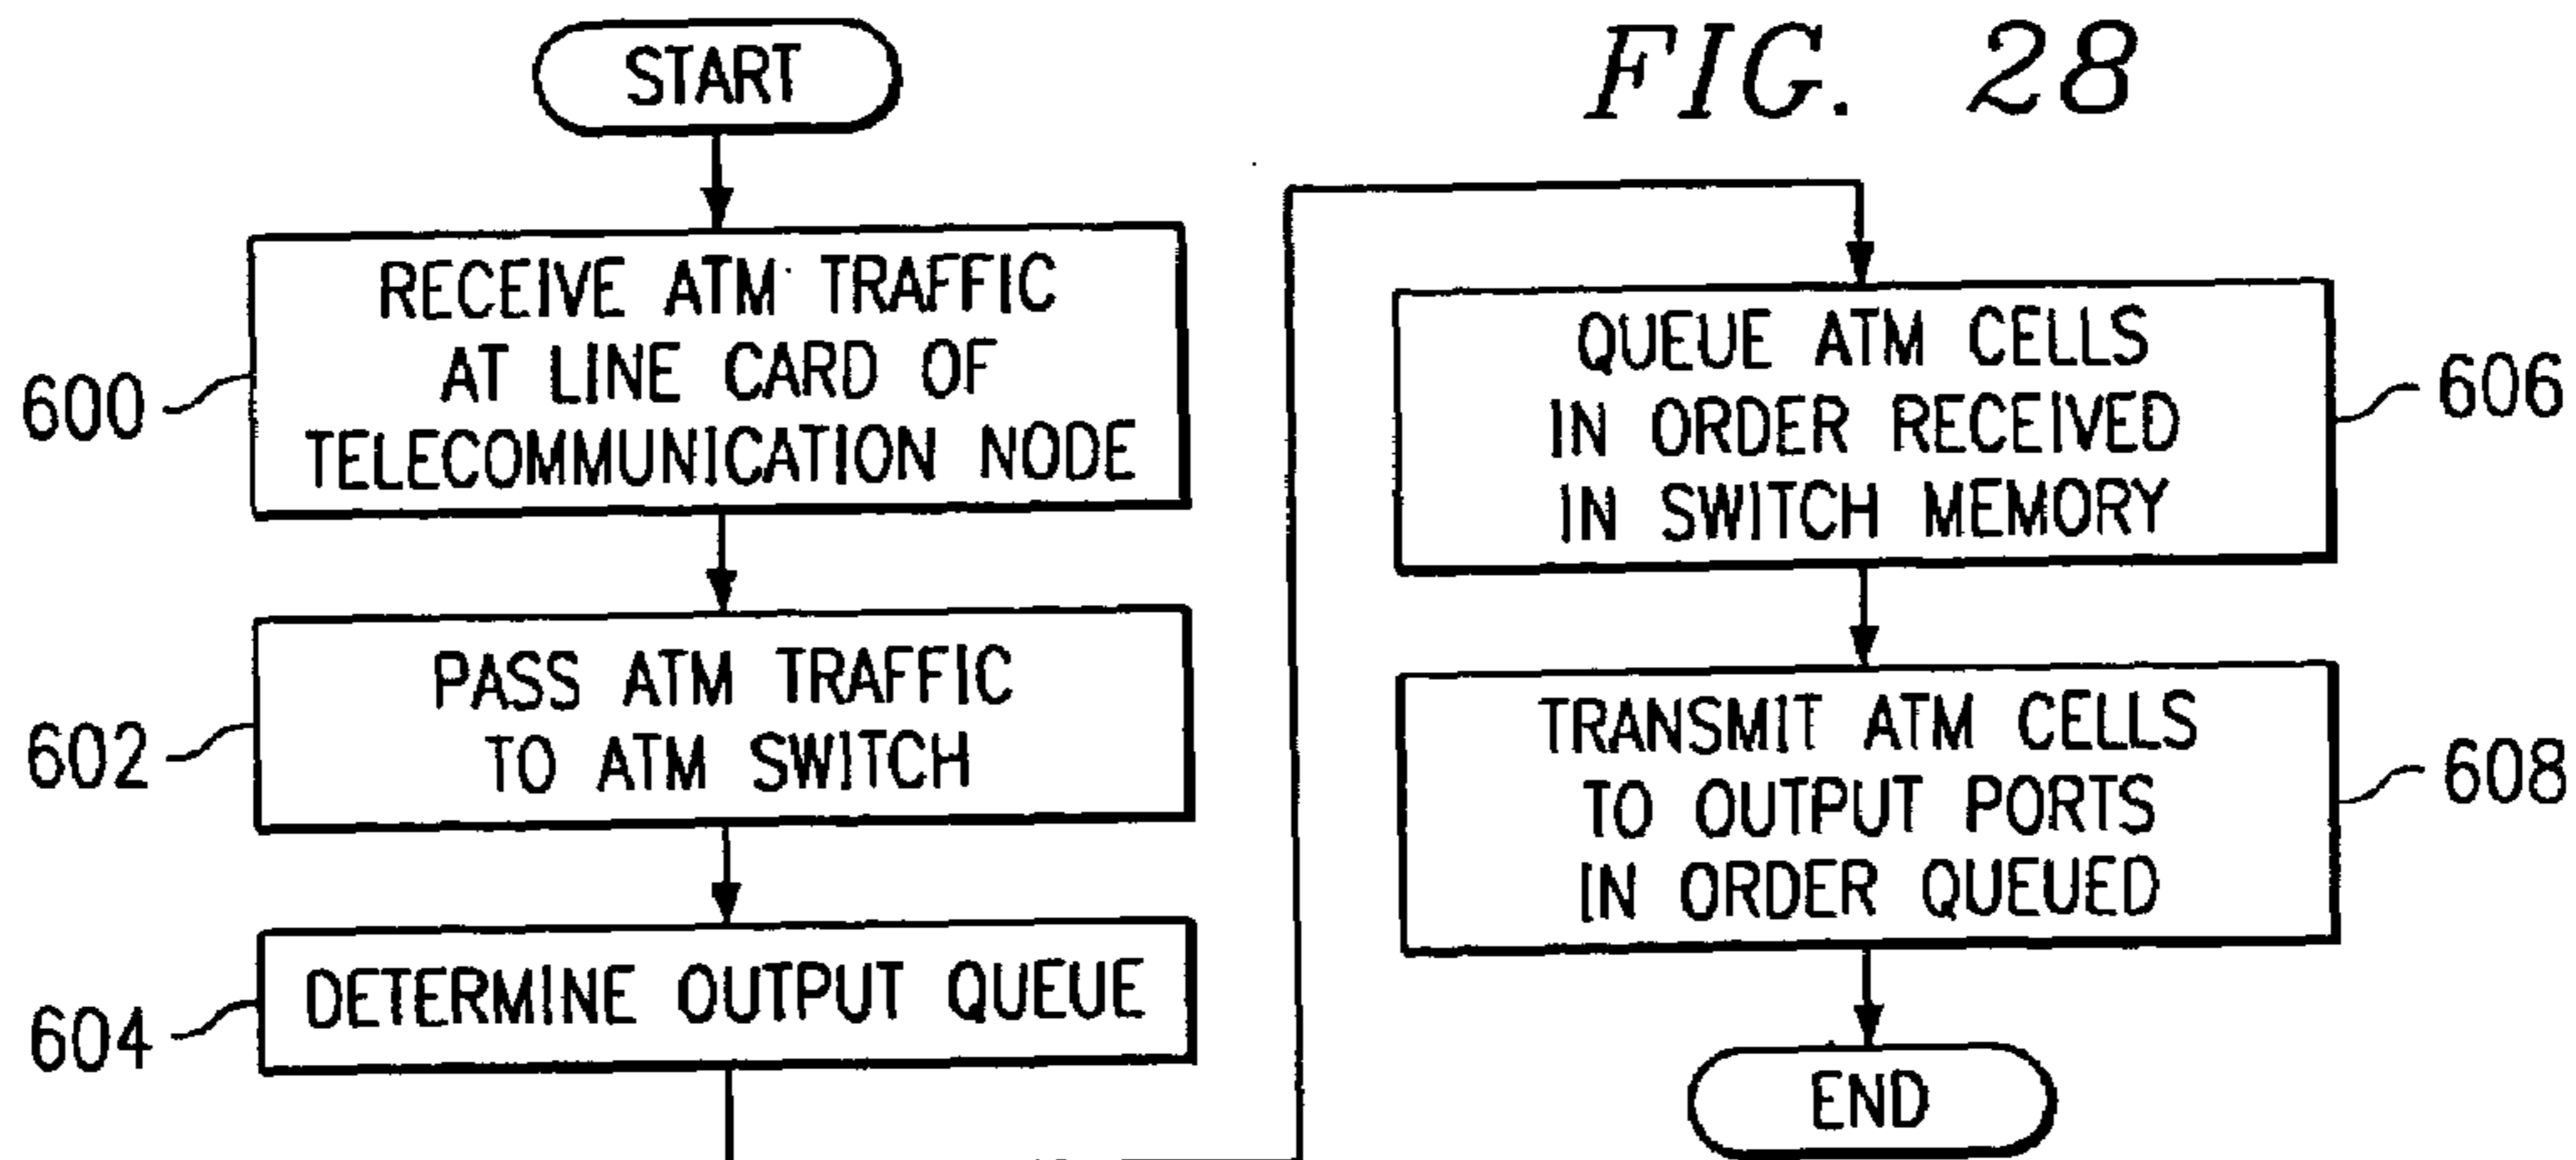 FIG. 28
START
600
RECEIVE ATM TRAFFIC
AT LINE CARD OF
TELECOMMUNICATION NODE
602
PASS ATM TRAFFIC
TO ATM SWITCH
604
DETERMINE OUTPUT QUEUE
606
QUEUE ATM CELLS
IN ORDER RECEIVED
IN SWITCH MEMORY
608
TRANSMIT ATM CELLS
TO OUTPUT PORTS
IN ORDER QUEUED
END